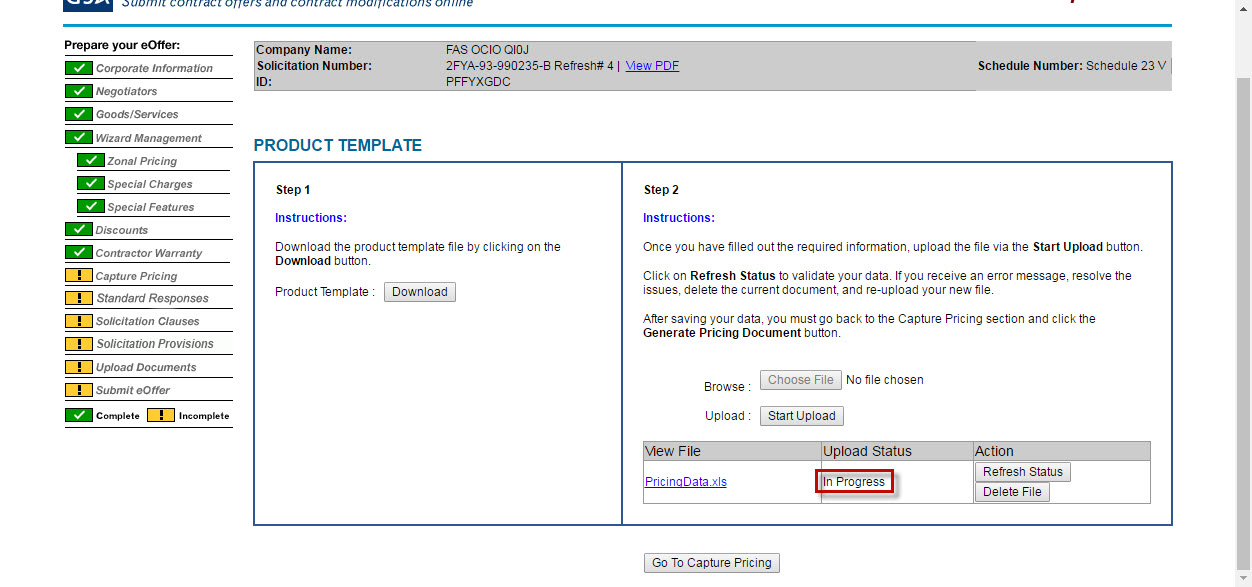 GSA Submit contract offers and contract modifications online
Prepare your eOffer:
Corporate Information
Negotiators
Goods/Services
Wizard Management
Zonal Pricing
Special Charges
Special Features
Discounts
Contractor Warranty
Capture Pricing
Standard Responses
Solicitation Clauses
Solicitation Provisions
Upload Documents
Submit eOffer
Complete Incomplete
Company Name: FAS OCIO QI0J
Solicitation Number: 2FYA-93-990235-B Refresh# 4 | View PDF Schedule Number: Schedule 23 V
ID: PFFYXGDC
PRODUCT TEMPLATE
Step 1
Instructions:
Download the product template file by clicking on the
Download button.
Product Template : Download
Step 2
Instructions:
Once you have filled out the required information, upload the file via the Start Upload button.
Click on Refresh Status to validate your data. If you receive an error message, resolve the
issues, delete the current document, and re-upload your new file.
After saving your data, you must go back to the Capture Pricing section and click the
Generate Pricing Document button.
Browse : Choose File No file chosen
Upload : Start Upload
View File Upload Status Action
PricingData.xls In Progress Refresh Status
Delete File
Go To Capture Pricing